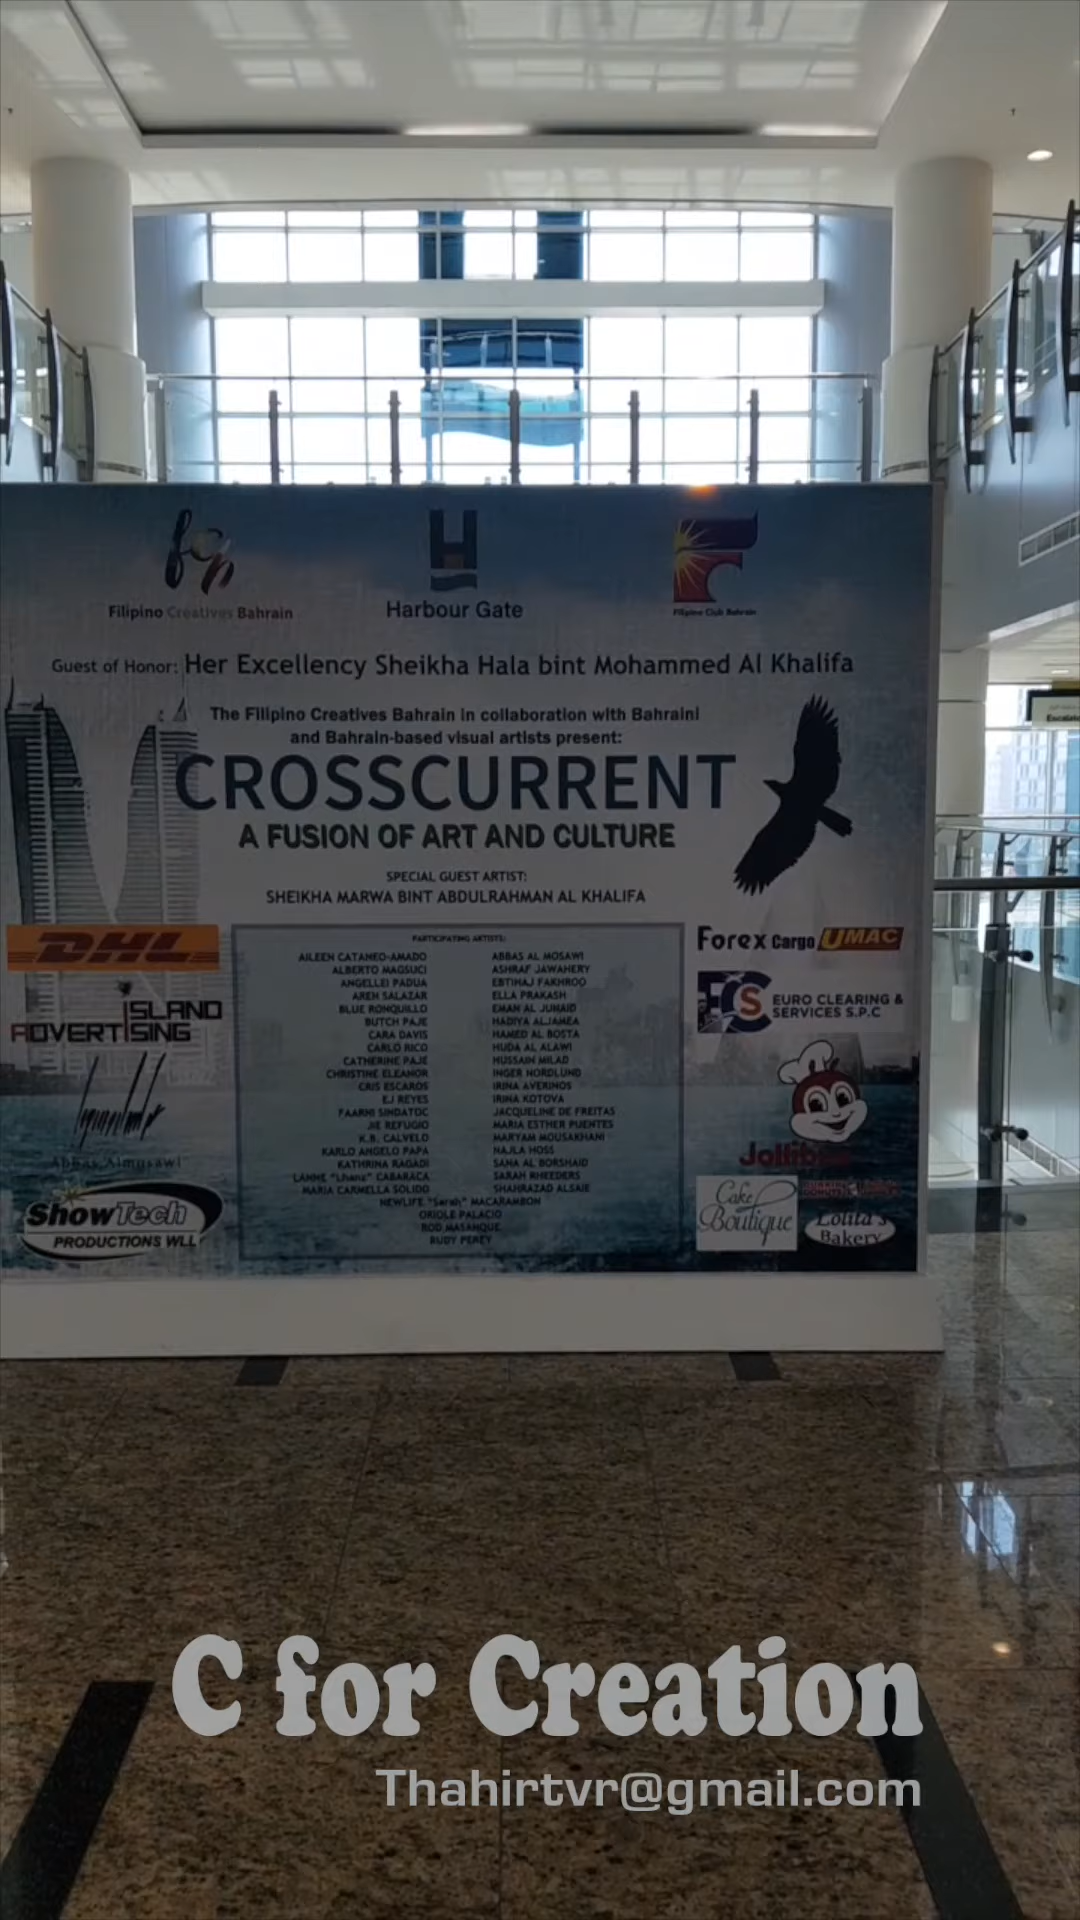 fcb
Filipino Creatives Bahrain
Harbour Gate
Filipino Club Bahrain
Guest of Honor: Her Excellency Sheikha Hala bint Mohammed Al Khalifa
The Filipino Creatives Bahrain in collaboration with Bahraini
and Bahrain-based visual artists present:
CROSSCURRENT
A FUSION OF ART AND CULTURE
SPECIAL GUEST ARTIST:
SHEIKHA MARWA BINT ABDULRAHMAN AL KHALIFA
DHL
ISLAND
ADVERTISING
Abbas Almosawi
ShowTech
PRODUCTIONS WLL
PARTICIPATING ARTISTS:
AILEEN CATANEO-AMADO
ALBERTO MAGSUCI
ANGELLEI PADUA
AREH SALAZAR
BLUE RONQUILLO
BUTCH PAJE
CARA DAVIS
CARLO RICO
CATHERINE PAJE
CHRISTINE ELEANOR
CRIS ESCAROS
EJ REYES
FAARHI SINDATOC
JIE REFUGIO
K.B. CALVELO
KARLO ANGELO PAPA
KATHRINA RAGADI
LANNE "Lhanz" CABARACA
MARIA CARMELLA SOLIDO
ABBAS AL MOSAWI
ASHRAF JAWAHERY
EBTIHAJ FAKHROO
ELLA PRAKASH
EMAN AL JUNAID
HADIYA ALJAMEA
HAMED AL BOSTA
HUDA AL ALAWI
HUSSAIN MILAD
INGER NORDLUND
IRINA AVERINOS
IRINA KOTOVA
JACQUELINE DE FREITAS
MARIA ESTHER PUENTES
MARYAM MOUSAKHANI
NAJLA HOSS
SANA AL BORSHAID
SARAH RHEEDERS
SHAHRAZAD ALSAIE
NEWLIFE "Sarah" MACARAMBON
ORIOLE PALACIO
ROD MASANQUE
RUDY PEREY
Forex Cargo UMAC
ECS
EURO CLEARING &
SERVICES S.P.C
Jollibee
Cake
Boutique
Lolita's
Bakery
C for Creation
Thahirtvr@gmail.com